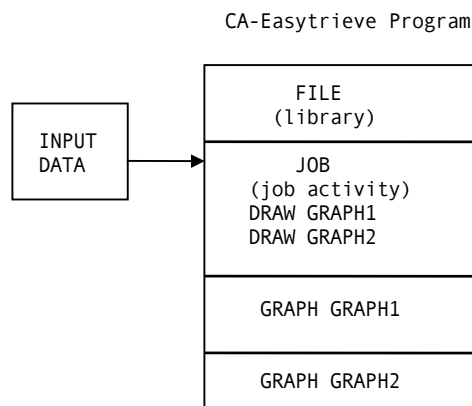 CA-Easytrieve Program
FILE
(library)
INPUT
DATA
JOB
(job activity)
DRAW GRAPH1
DRAW GRAPH2
GRAPH GRAPH1
GRAPH GRAPH2